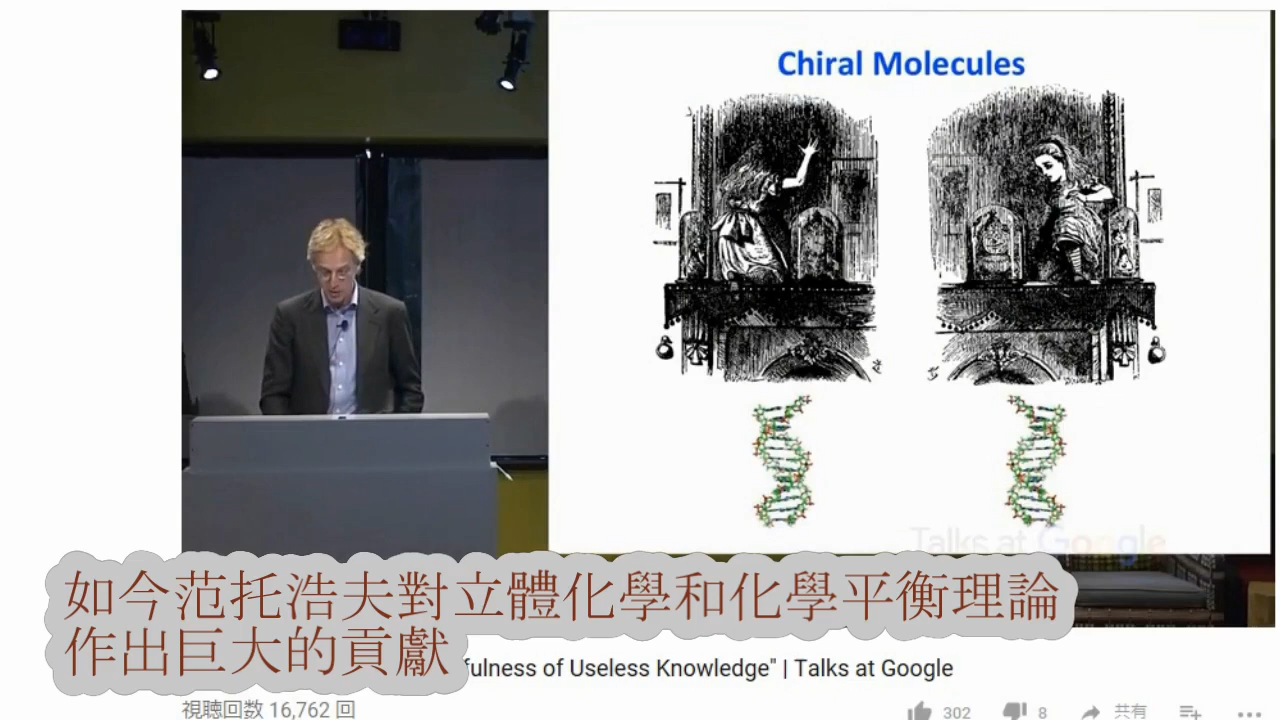 Chiral Molecules
Talks at Google
如今范托浩夫對立體化學和化學平衡理論
作出巨大的貢獻
fulness of Useless Knowledge" | Talks at Google
視聴回数 16,762 回
302
8
共有